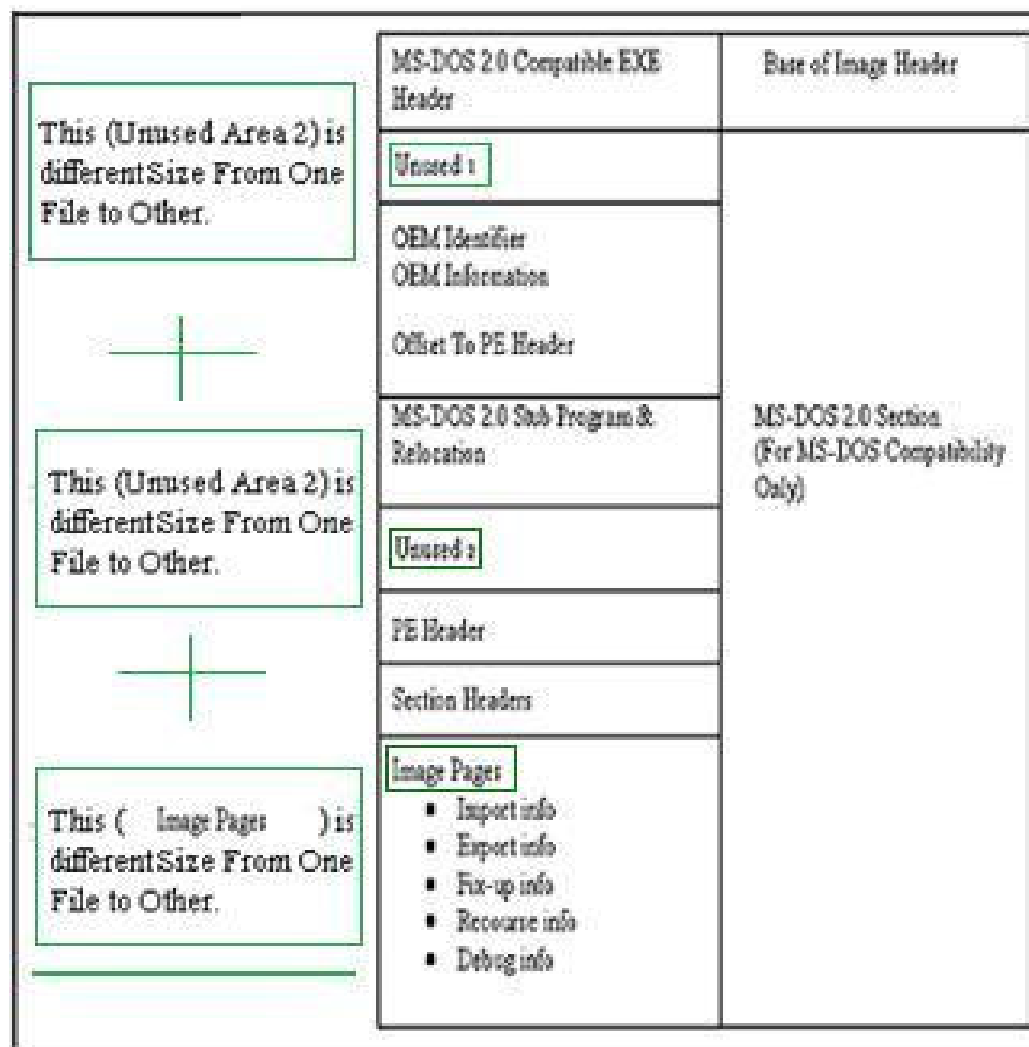 This (Unused Area 2) is
differentSize From One
File to Other.
This (Unused Area 2) is
differentSize From One
File to Other.
This ( Image Pages ) is
differentSize From One
File to Other.
MS-DOS 2.0 Compatible EXE
Header
Unused 1
OEM Identifier
OEM Information
Offset To PE Header
MS-DOS 2.0 Stub Program &
Relocation
Unused 2
PE Header
Section Headers
Image Pages
• Import info
• Export info
• Fix-up info
• Recourse info
• Debug info
Base of Image Header
MS-DOS 2.0 Section
(For MS-DOS Compatibility
Only)